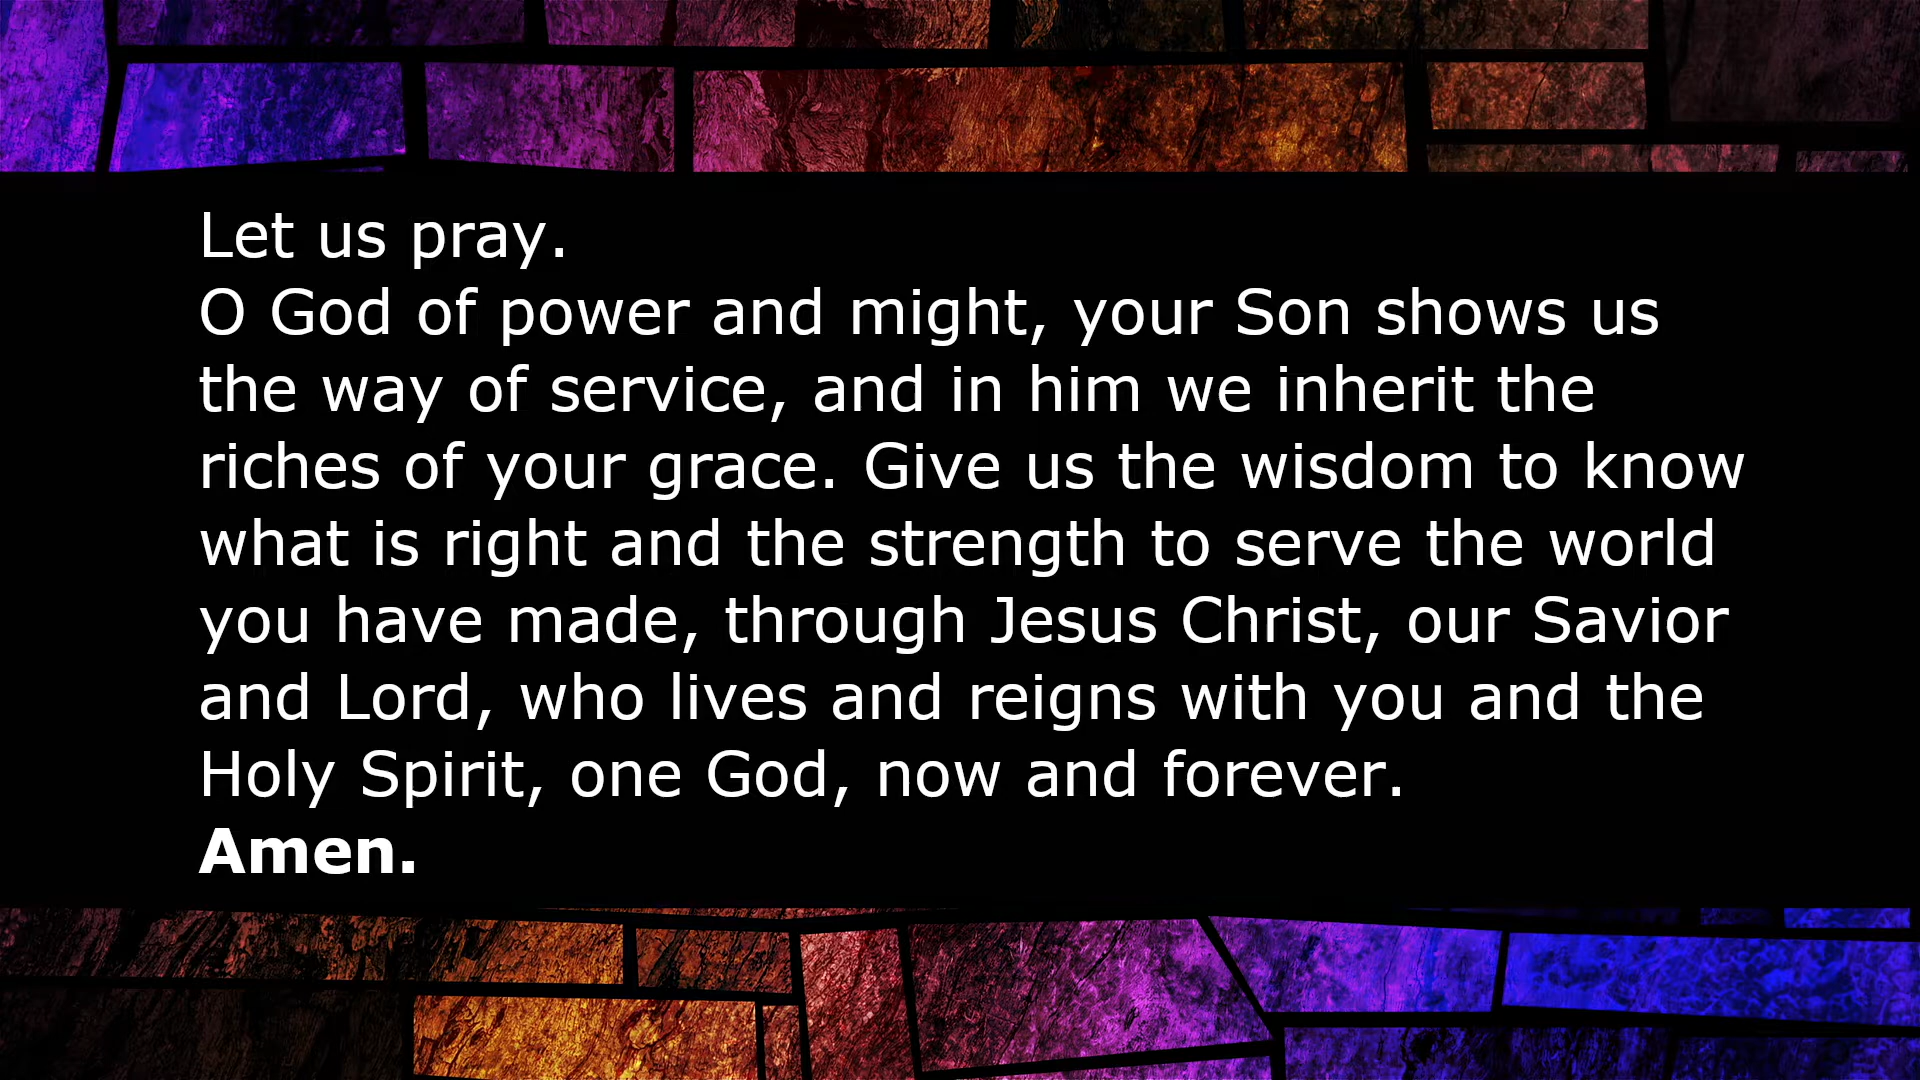 Let us pray.
O God of power and might, your Son shows us
the way of service, and in him we inherit the
riches of your grace. Give us the wisdom to know
what is right and the strength to serve the world
you have made, through Jesus Christ, our Savior
and Lord, who lives and reigns with you and the
Holy Spirit, one God, now and forever.
Amen.